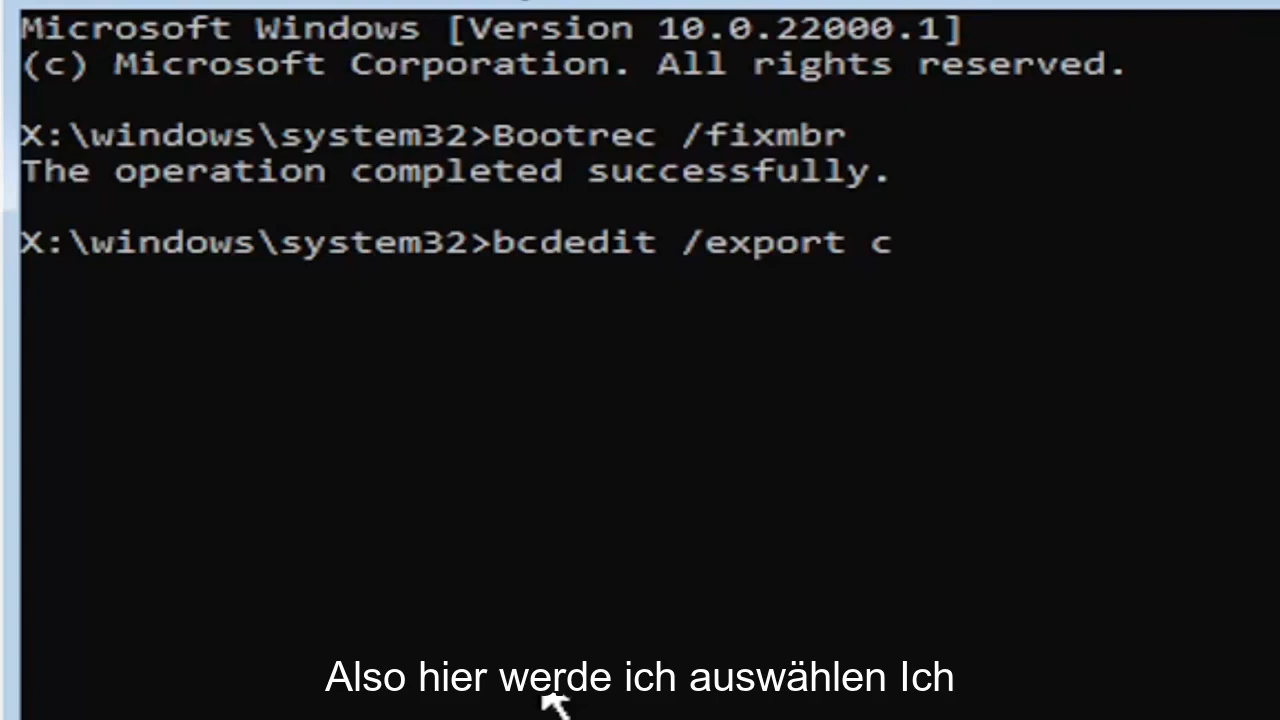 Microsoft Windows [Version 10.0.22000.1]
(c) Microsoft Corporation. All rights reserved.
X:\windows\system32>Bootrec /fixmbr
The operation completed successfully.
X:\windows\system32>bcdedit /export c
Also hier werde ich auswählen Ich